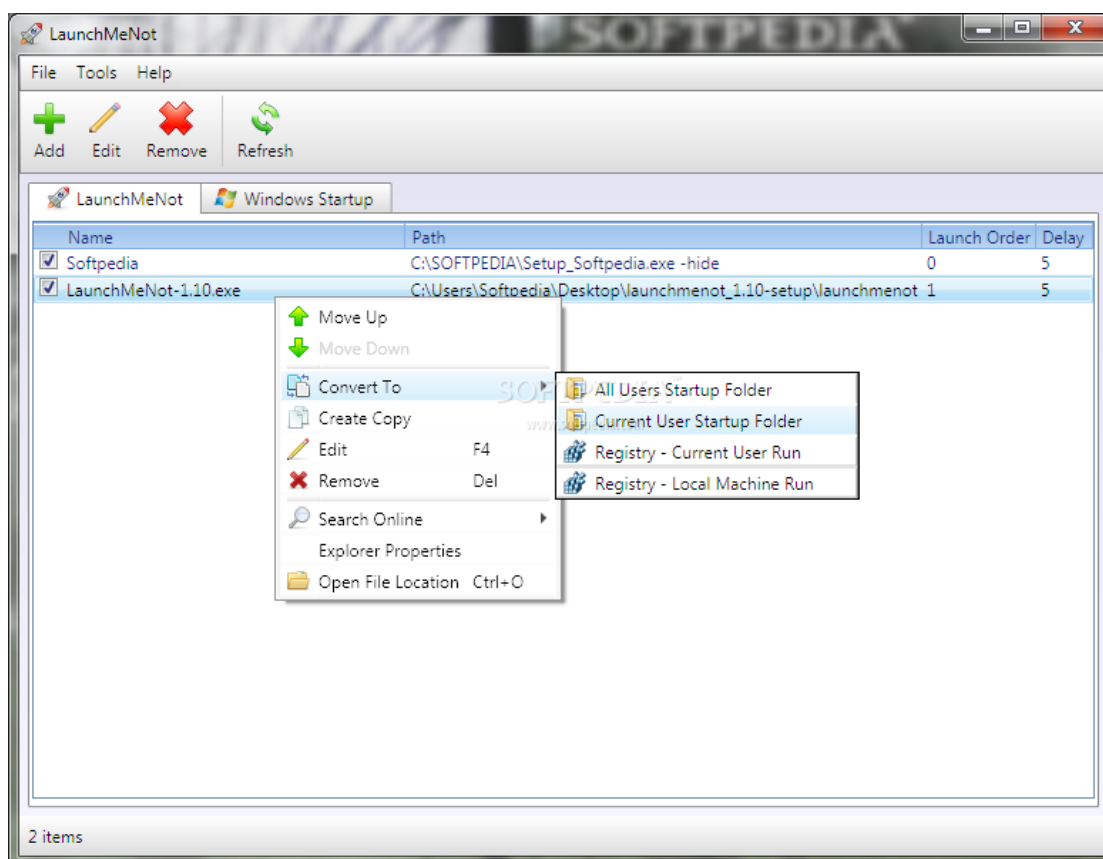 LaunchMeNot
SOFTPEDIA
File Tools Help
Add Edit Remove Refresh
LaunchMeNot Windows Startup
Name Path Launch Order Delay
Softpedia C:\SOFTPEDIA\Setup_Softpedia.exe -hide 0 5
LaunchMeNot-1.10.exe C:\Users\Softpedia\Desktop\launchmenot_1.10-setup\launchmenot 1 5
Move Up
Move Down
Convert To
All Users Startup Folder
Create Copy
Current User Startup Folder
Edit F4
Registry - Current User Run
Remove Del
Registry - Local Machine Run
Search Online
Explorer Properties
Open File Location Ctrl+O
2 items